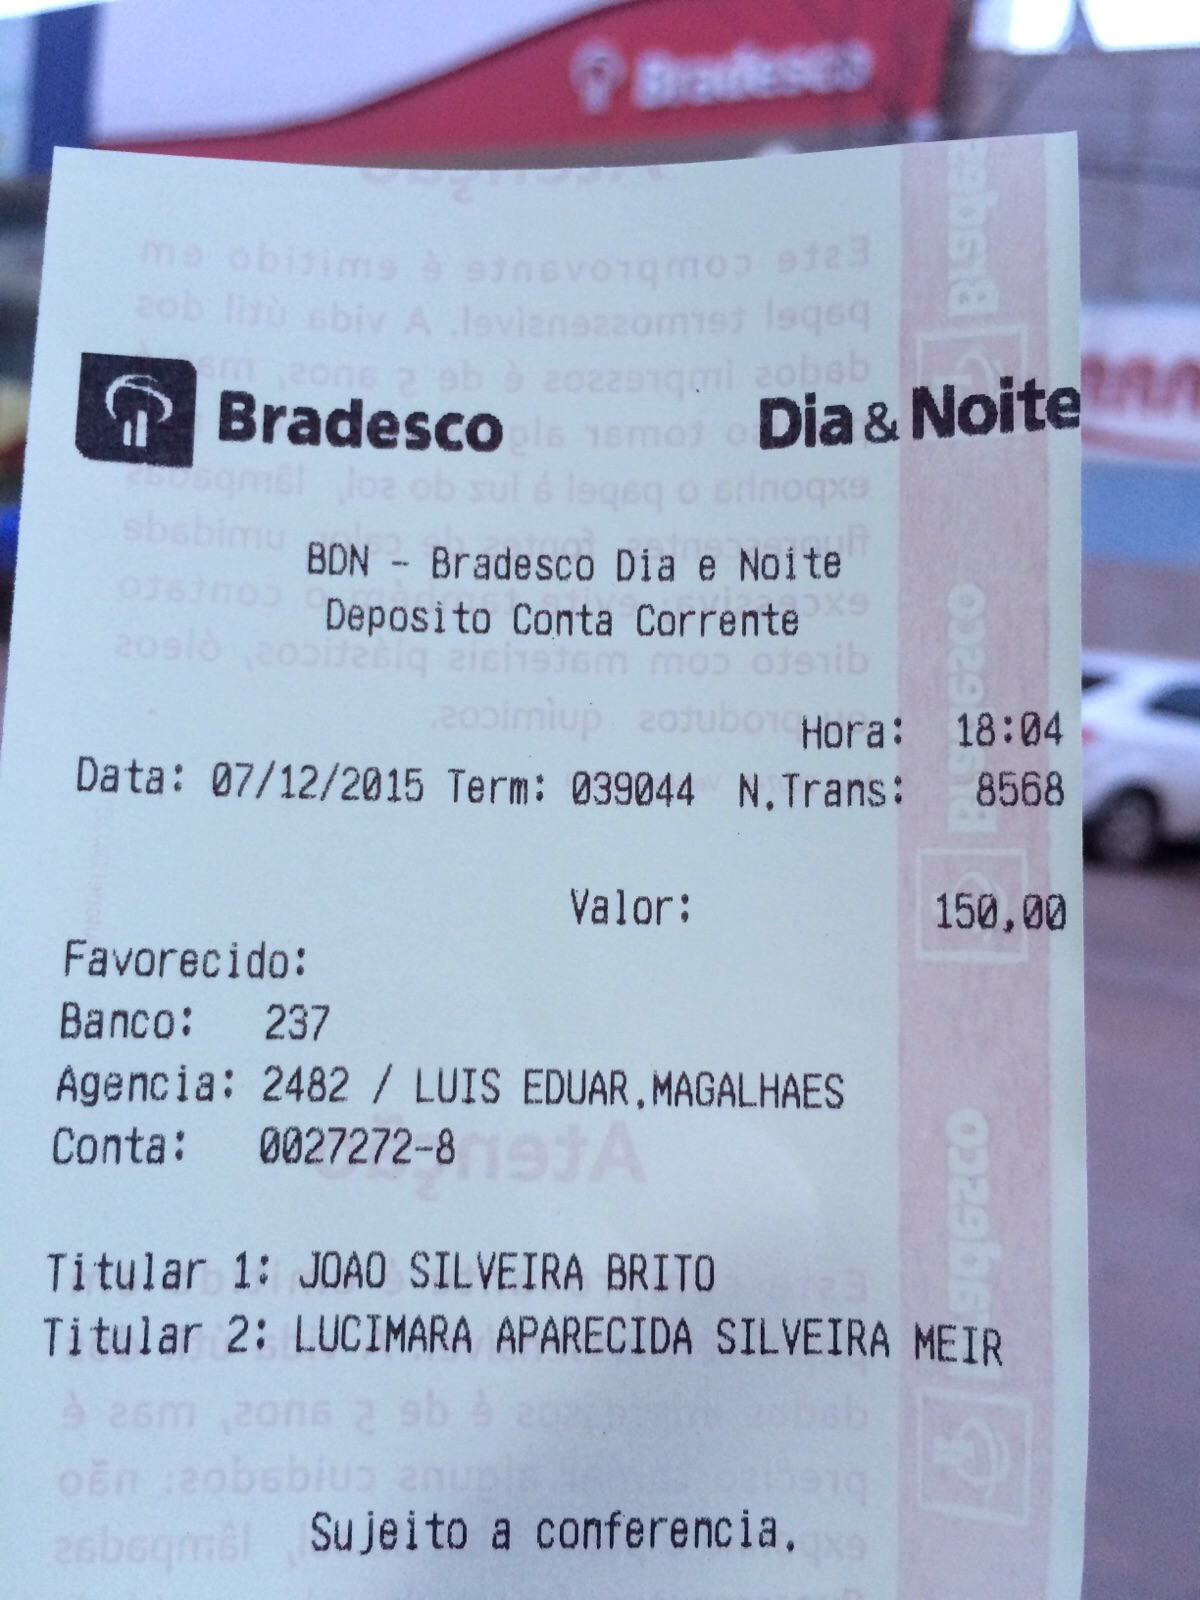 Bradesco
Bradesco Dia & Noite
BDN - Bradesco Dia e Noite
Deposito Conta Corrente
Hora: 18:04
Data: 07/12/2015 Term: 039044 N.Trans: 8568
Valor: 150,00
Favorecido:
Banco: 237
Agencia: 2482 / LUIS EDUAR.MAGALHAES
Conta: 0027272-8
Titular 1: JOAO SILVEIRA BRITO
Titular 2: LUCIMARA APARECIDA SILVEIRA MEIR
Sujeito a conferencia.